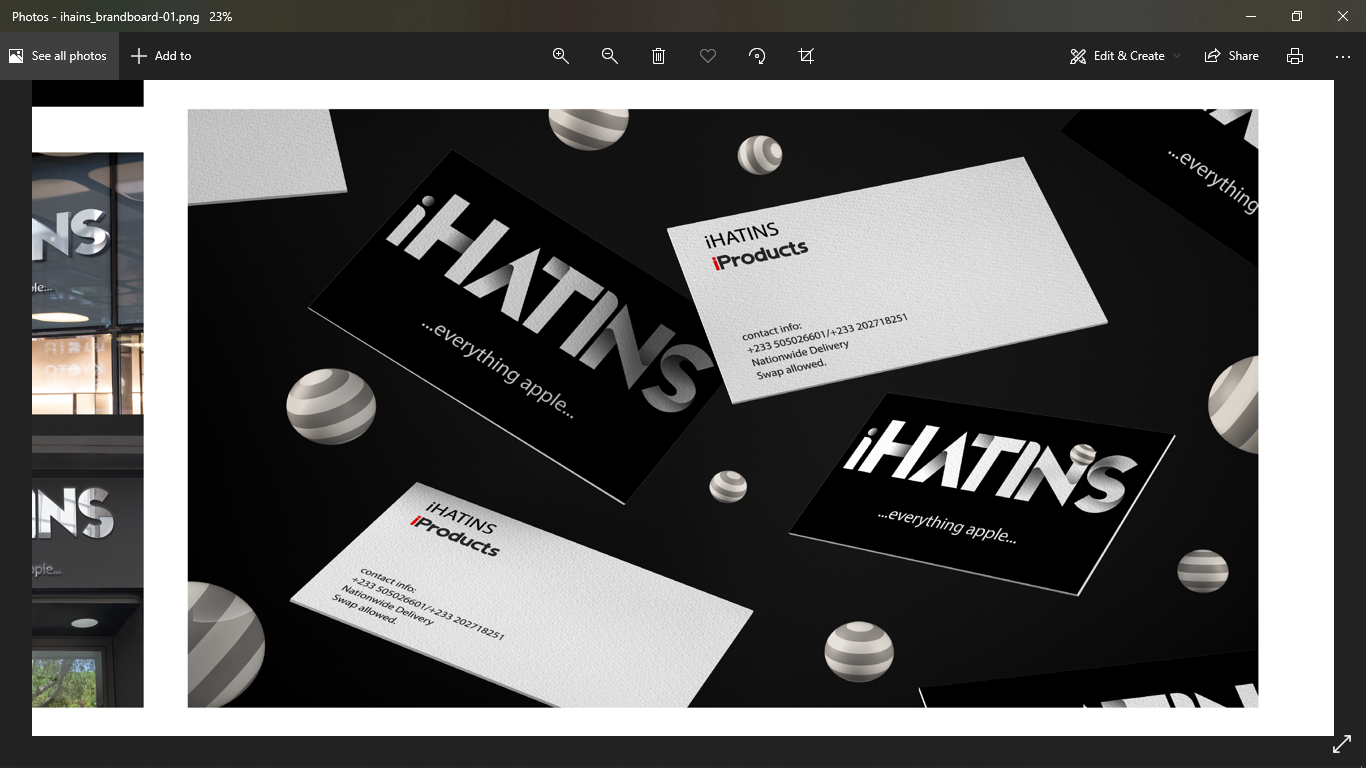 Photos - ihains_brandboard-01.png 23%
See all photos
Add to
Edit & Create
Share
NS
NS
iHATINS
...everything apple...
iHATINS
iProducts
contact info:
+233 505026601/+233 202718251
Nationwide Delivery
Swap allowed.
...everything
iHATINS
...everything apple...
iHATINS
iProducts
contact info:
+233 505026601/+233 202718251
Nationwide Delivery
Swap allowed.